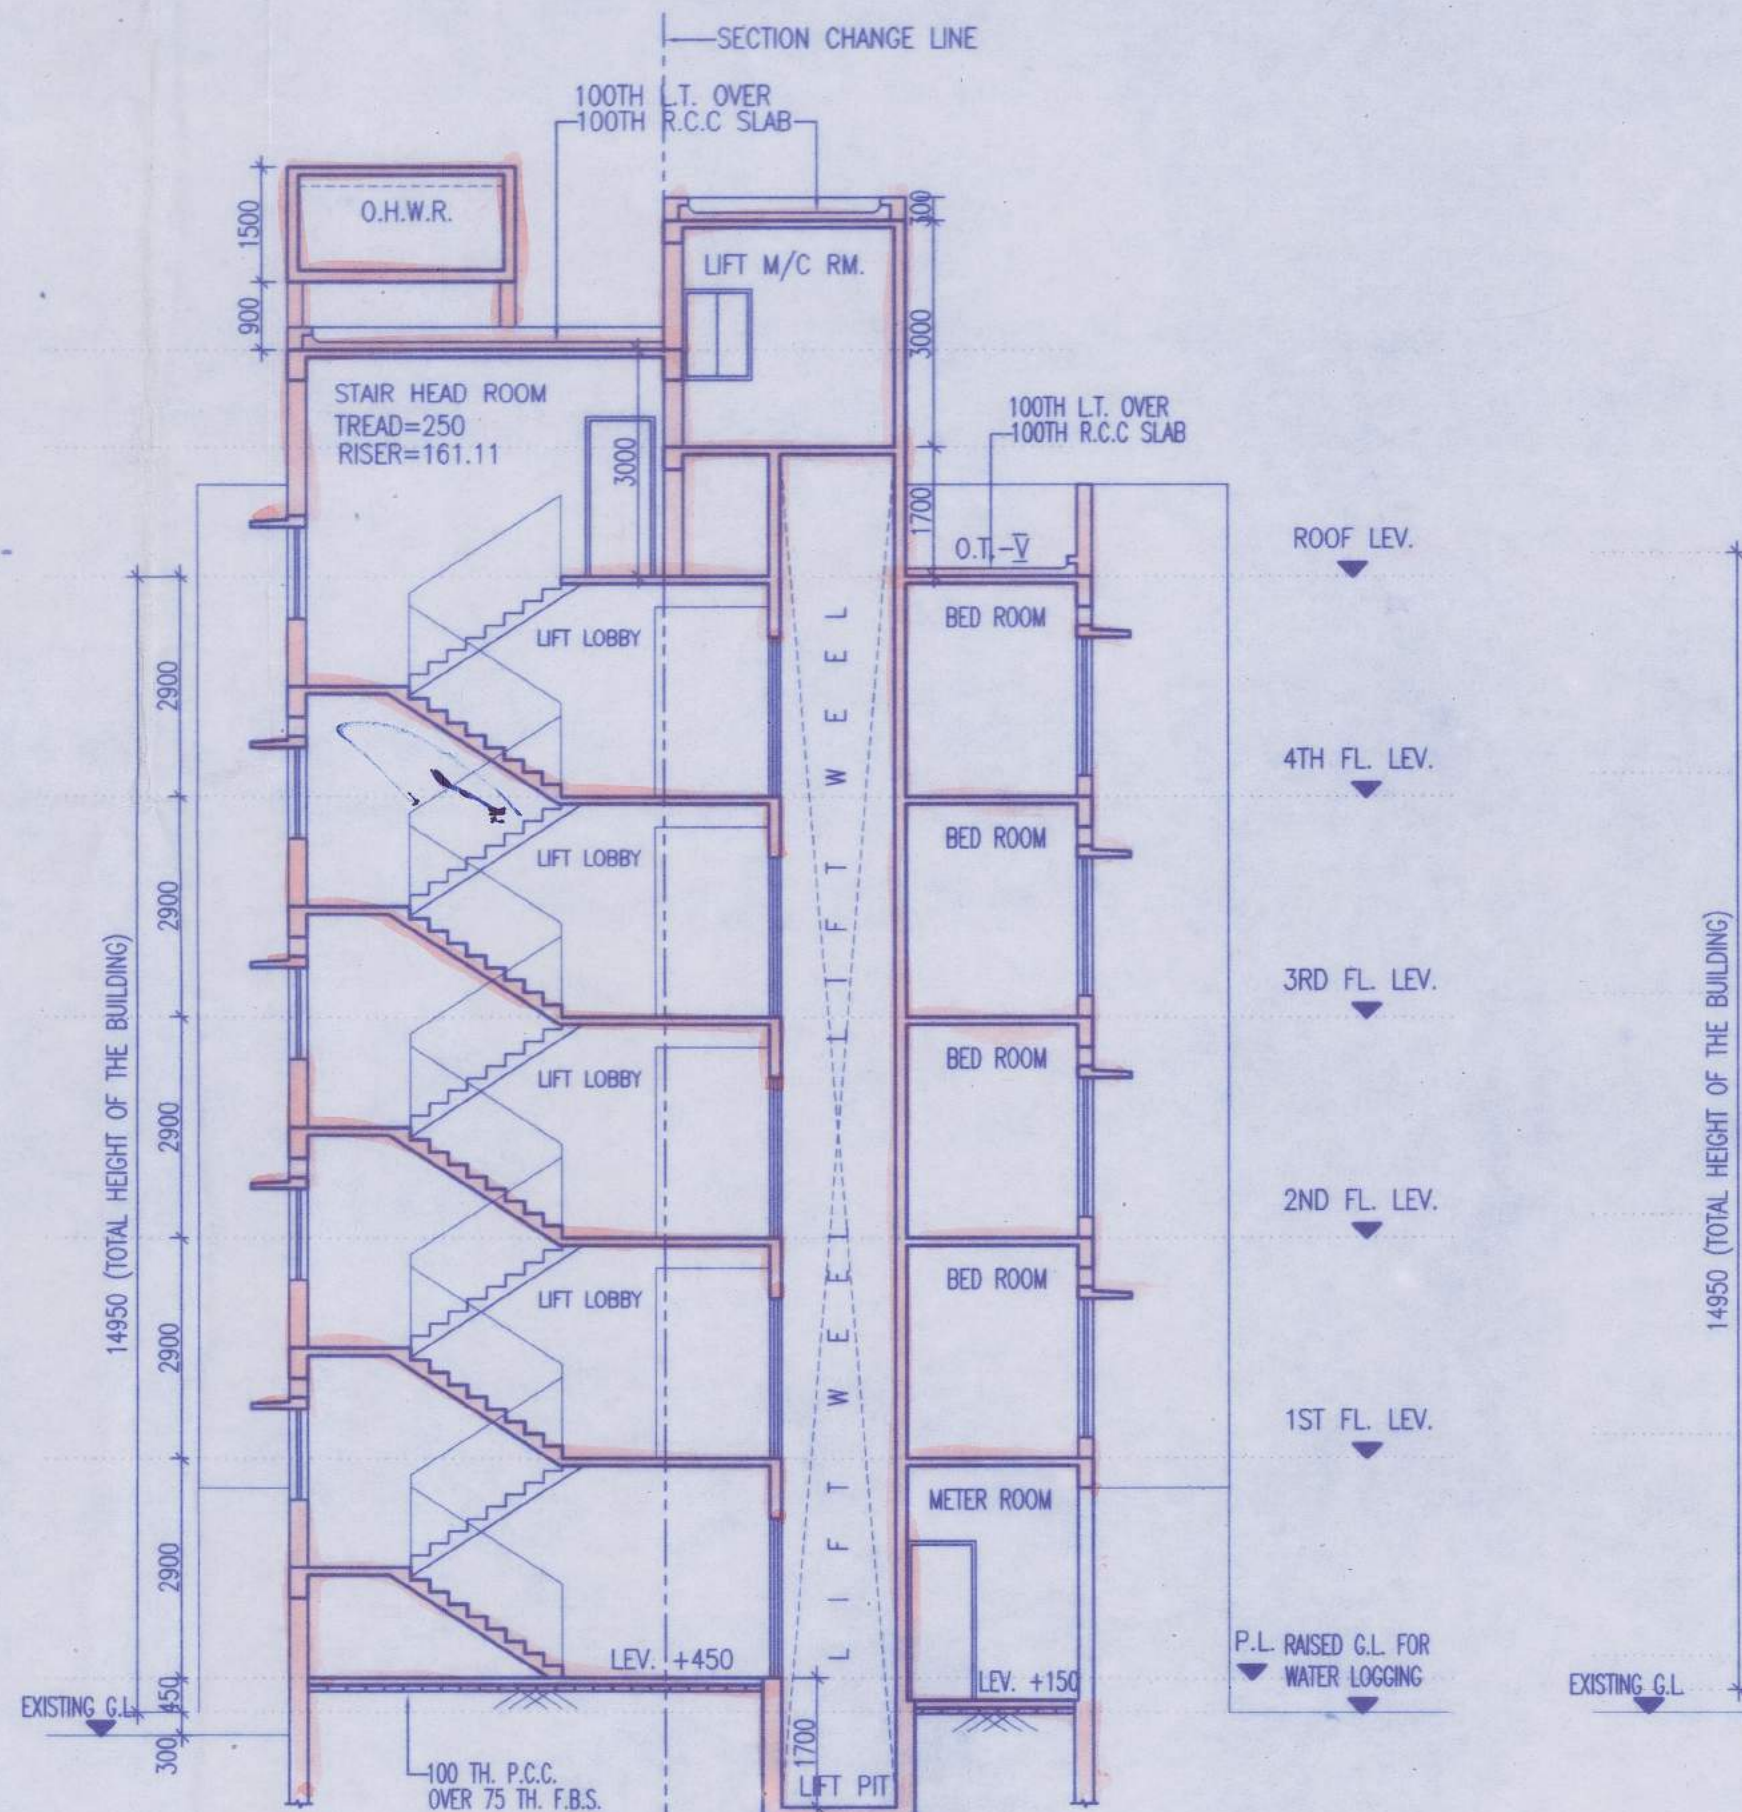 SECTION CHANGE LINE
100TH L.T. OVER
100TH R.C.C SLAB
O.H.W.R.
1500
900
300
LIFT M/C RM.
3000
STAIR HEAD ROOM
TREAD=250
RISER=161.11
3000
100TH L.T. OVER
100TH R.C.C SLAB
1700
O.T.-V
ROOF LEV.
LIFT LOBBY
BED ROOM
2900
4TH FL. LEV.
LIFT LOBBY
BED ROOM
2900
3RD FL. LEV.
LIFT LOBBY
BED ROOM
2900
2ND FL. LEV.
LIFT LOBBY
BED ROOM
2900
1ST FL. LEV.
METER ROOM
2900
LIFT WEEL
LIFT WEEL
14950 (TOTAL HEIGHT OF THE BUILDING)
14950 (TOTAL HEIGHT OF THE BUILDING)
LEV. +450
LEV. +150
P.L.
RAISED G.L. FOR
WATER LOGGING
EXISTING G.L.
450
300
EXISTING G.L.
1700
LIFT PIT
100 TH. P.C.C.
OVER 75 TH. F.B.S.